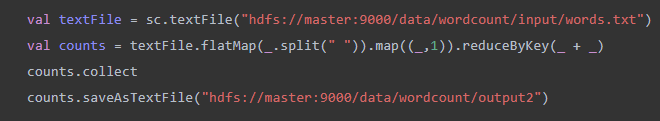 val textFile = sc.textFile("hdfs://master:9000/data/wordcount/input/words.txt")
val counts = textFile.flatMap(_.split(" ")).map((_,1)).reduceByKey(_ + _)
counts.collect
counts.saveAsTextFile("hdfs://master:9000/data/wordcount/output2")